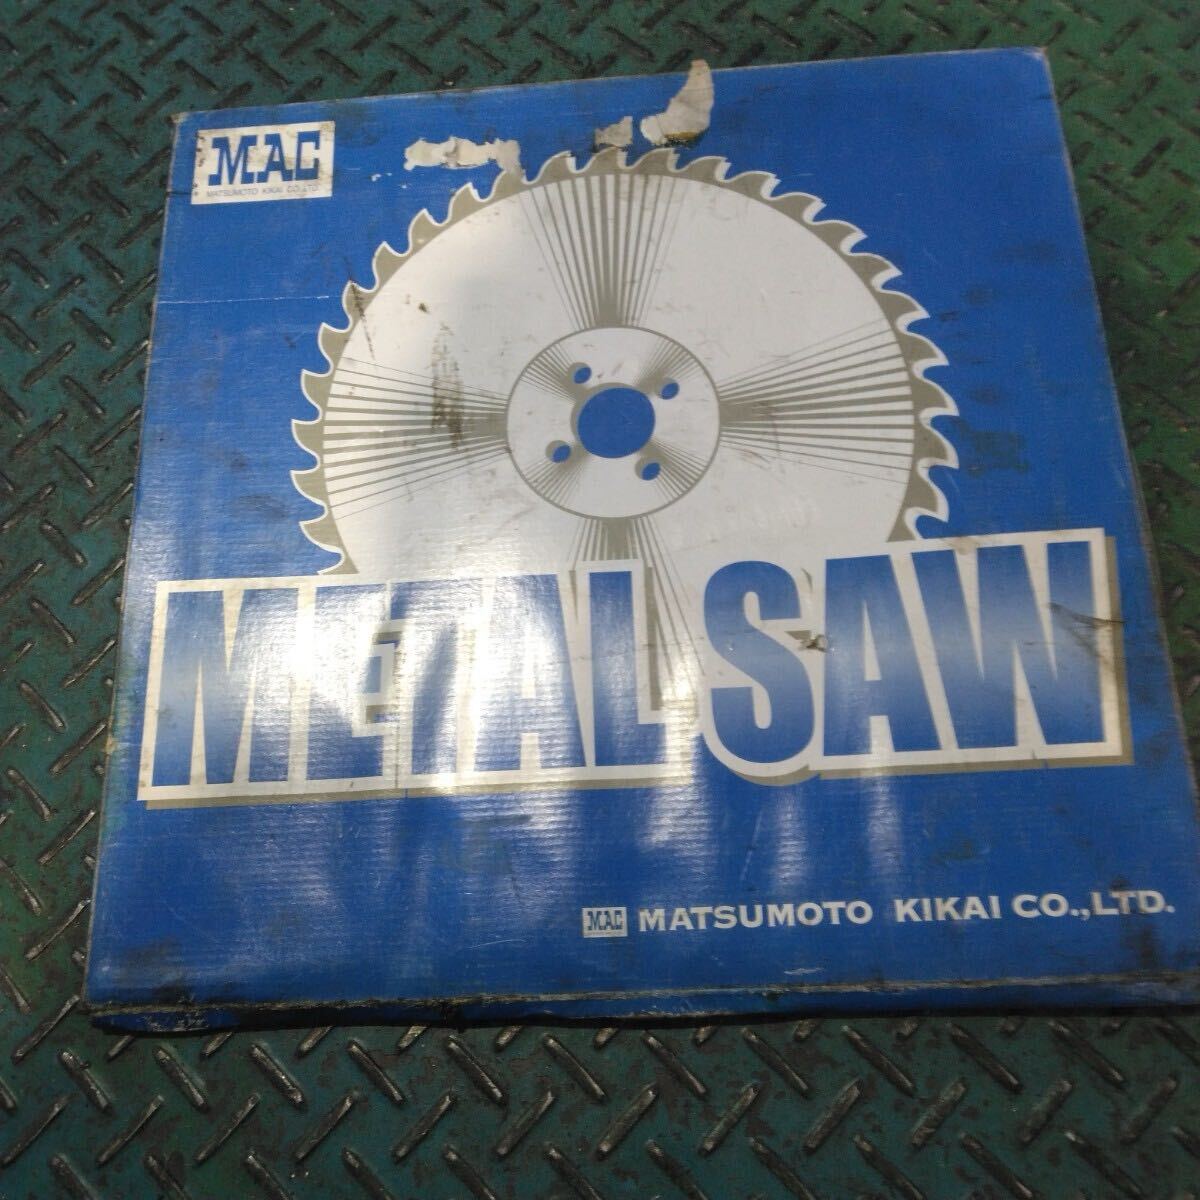 MAC
MATSUMOTO KIKAI CO.,LTD.
METAL SAW
MAC MATSUMOTO KIKAI CO.,LTD.